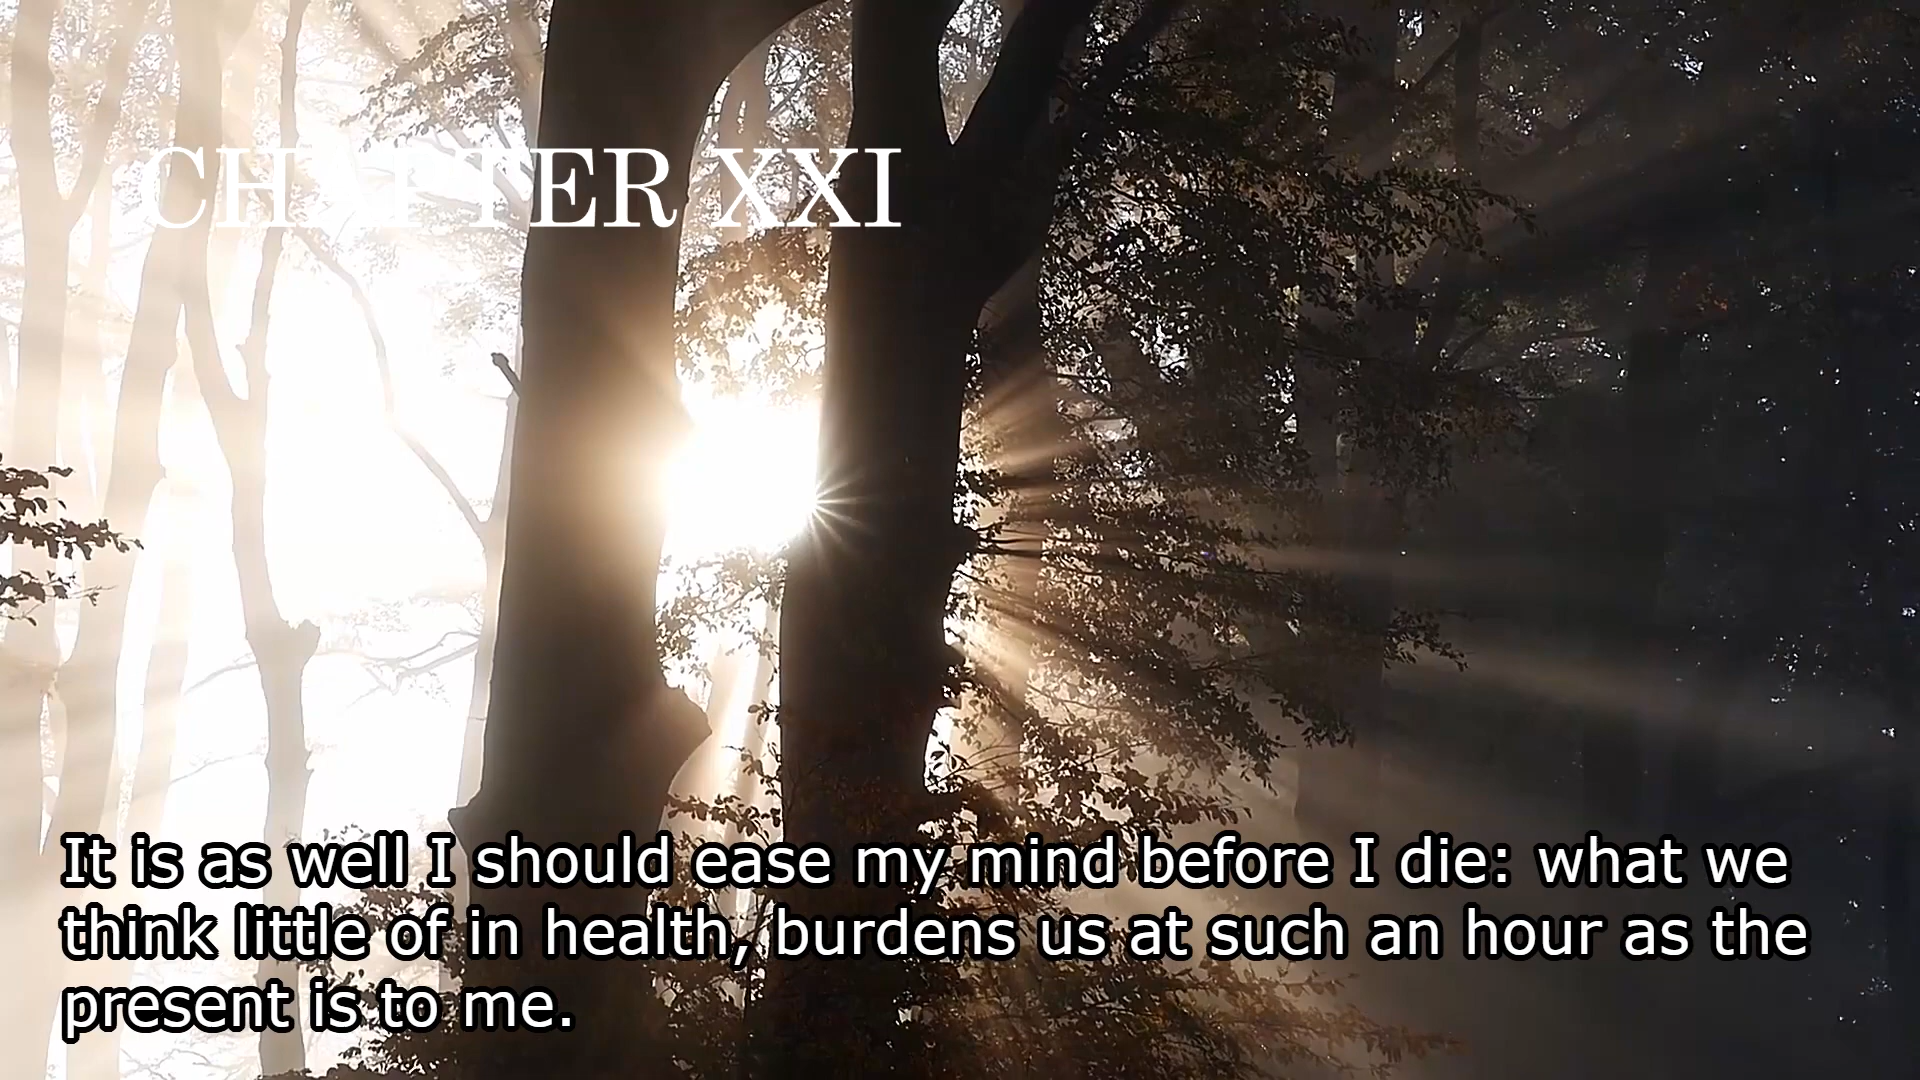 CHAPTER XXI
It is as well I should ease my mind before I die: what we
think little of in health, burdens us at such an hour as the
present is to me.